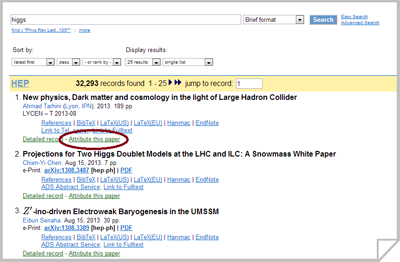 higgs
Brief format
Search
Easy Search
Advanced Search
find j "Phys.Rev.Lett.,105*" :: more
Sort by:
Display results:
latest first
desc.
- or rank by -
25 results
single list
HEP 32,293 records found 1 - 25 jump to record: 1
1. New physics, Dark matter and cosmology in the light of Large Hadron Collider
Ahmad Tarhini (Lyon, IPN). 2013. 189 pp.
LYCEN – T 2013-08
References | BibTeX | LaTeX(US) | LaTeX(EU) | Harvmac | EndNote
Link to Fulltext
Detailed record - Attribute this paper
2. Projections for Two Higgs Doublet Models at the LHC and ILC: A Snowmass White Paper
Chien-Yi Chen. Aug 15, 2013. 7 pp.
e-Print: arXiv:1308.3487 [hep-ph] | PDF
References | BibTeX | LaTeX(US) | LaTeX(EU) | Harvmac | EndNote
ADS Abstract Service; Link to Fulltext
Detailed record - Attribute this paper
3. Z′-ino-driven Electroweak Baryogenesis in the UMSSM
Eibun Senaha. Aug 15, 2013. 30 pp.
e-Print: arXiv:1308.3389 [hep-ph] | PDF
References | BibTeX | LaTeX(US) | LaTeX(EU) | Harvmac | EndNote
ADS Abstract Service; Link to Fulltext
Detailed record - Attribute this paper